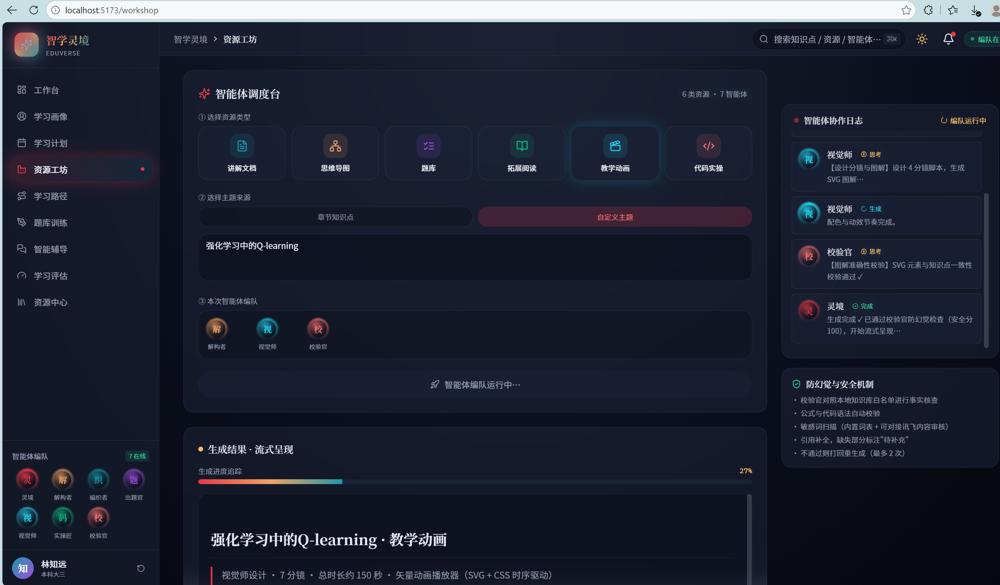 localhost:5173/workshop
智学灵境
EDUVERSE
智学灵境 > 资源工坊
搜索知识点 / 资源 / 智能体… ⌘K
编队在
工作台
学习画像
学习计划
资源工坊
学习路径
题库训练
智能辅导
学习评估
资源中心
智能体编队
7 在线
灵 解 织 题
灵境 解构者 编织者 出题官
视 码 校
视觉师 实操匠 校验官
知
林知远
本科大三
智能体调度台
6 类资源 • 7 智能体
① 选择资源类型
讲解文档 思维导图 题库 拓展阅读 教学动画 代码实操
② 选择主题来源
章节知识点 自定义主题
强化学习中的Q-learning
③ 本次智能体编队
解 视 校
解构者 视觉师 校验官
智能体编队运行中…
生成结果 · 流式呈现
生成进度追踪
27%
强化学习中的Q-learning · 教学动画
视觉师设计 • 7 分镜 • 总时长约 150 秒 • 矢量动画播放器（SVG + CSS 时序驱动）
智能体协作日志
编队运行中
视
视觉师 思考
【设计分镜与图解】设计 4 分镜脚本，生成
SVG 图解…
视
视觉师 生成
配色与动效节奏完成。
校
校验官 思考
【图解准确性校验】SVG 元素与知识点一致性
校验通过 ✓
灵
灵境 完成
生成完成 ✓ 已通过校验官防幻觉检查（安全分
100），开始流式呈现…
防幻觉与安全机制
• 校验官对照本地知识库白名单进行事实核查
• 公式与代码语法自动校验
• 敏感词扫描（内置词表 + 可对接讯飞内容审核）
• 引用补全，缺失部分标注"待补充"
• 不通过则打回重生成（最多 2 次）